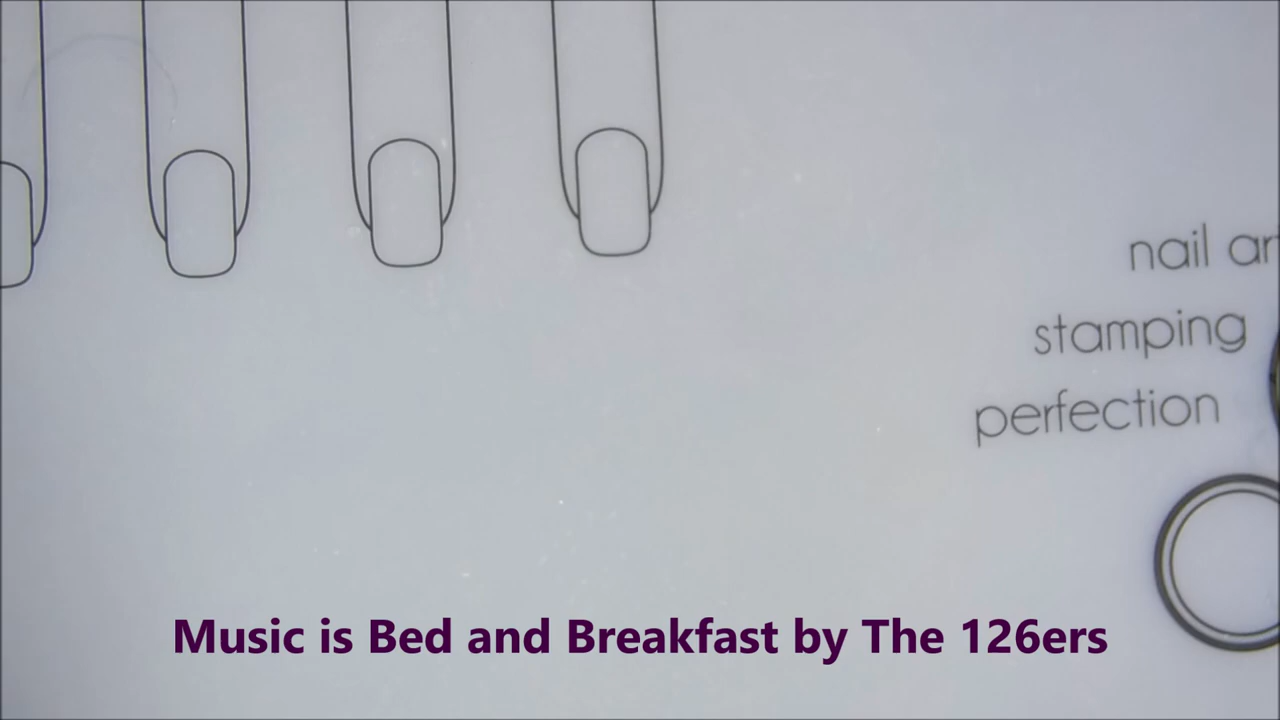 nail ar
stamping
perfection
Music is Bed and Breakfast by The 126ers